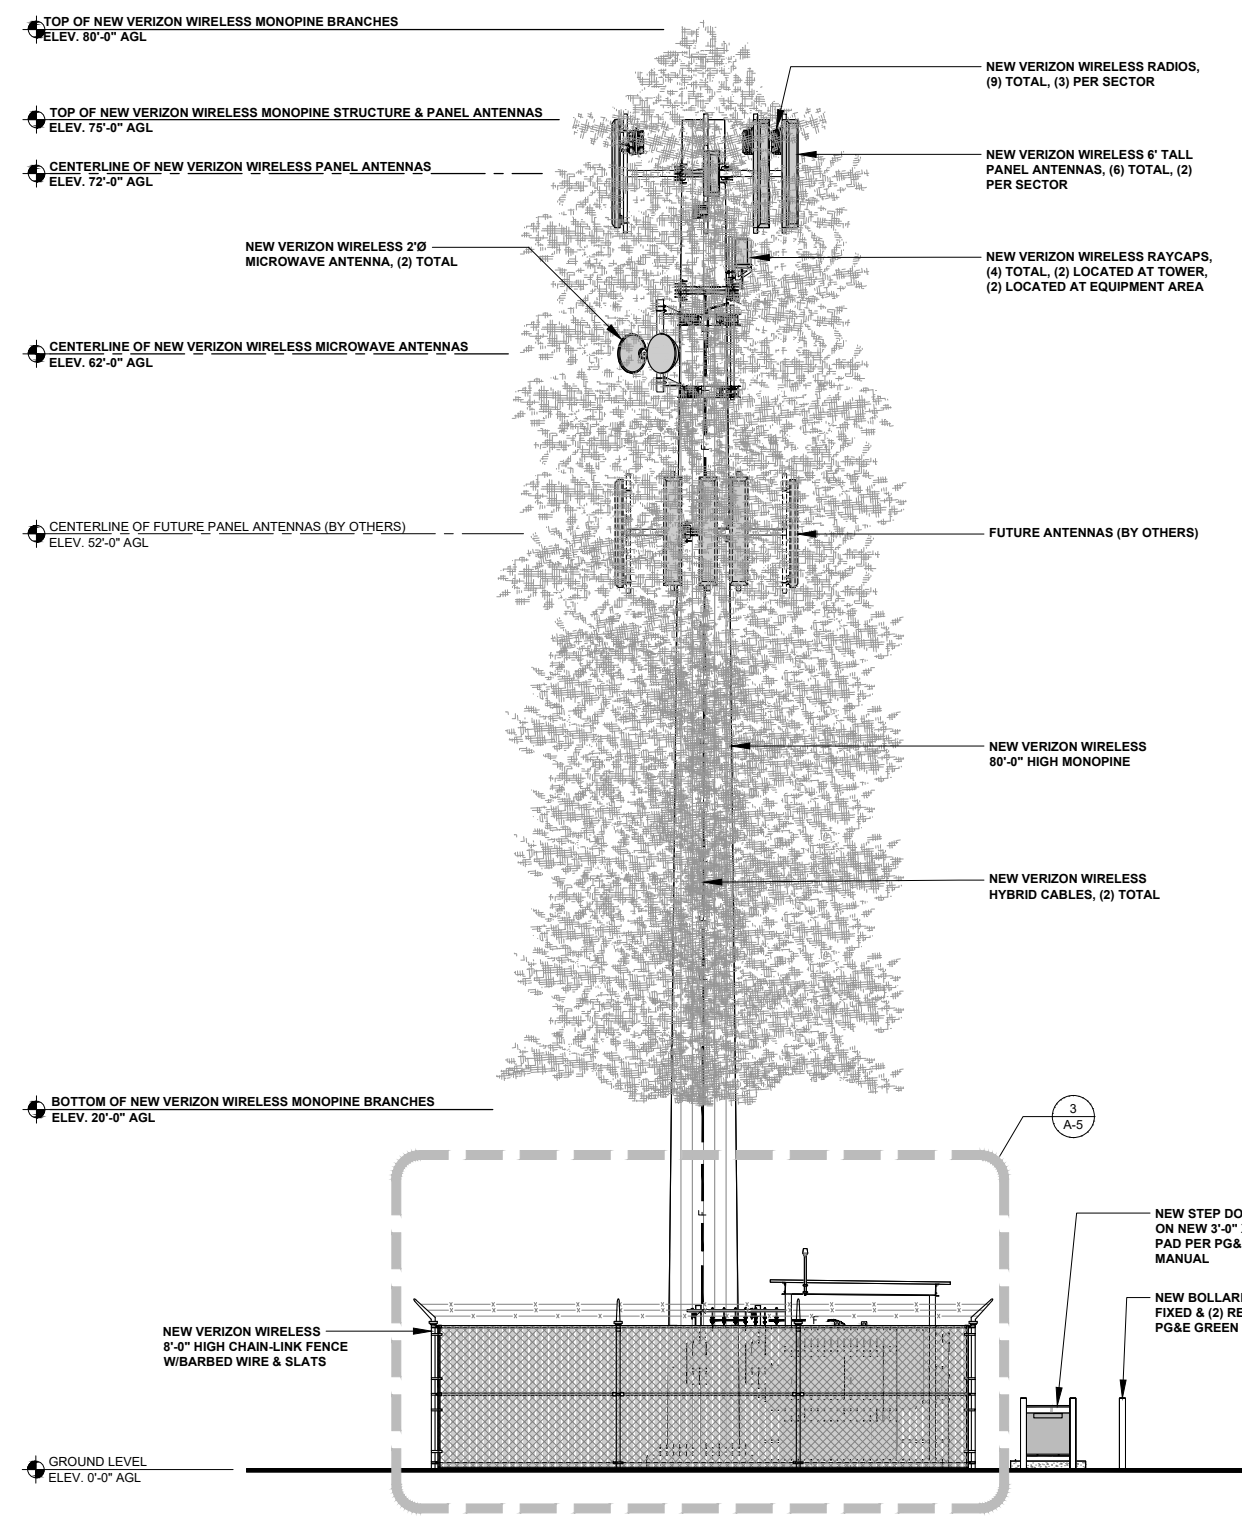 TOP OF NEW VERIZON WIRELESS MONOPINE BRANCHES
ELEV. 80'-0" AGL
NEW VERIZON WIRELESS RADIOS,
(9) TOTAL, (3) PER SECTOR
TOP OF NEW VERIZON WIRELESS MONOPINE STRUCTURE & PANEL ANTENNAS
ELEV. 75'-0" AGL
NEW VERIZON WIRELESS 6' TALL
PANEL ANTENNAS, (6) TOTAL, (2)
PER SECTOR
CENTERLINE OF NEW VERIZON WIRELESS PANEL ANTENNAS
ELEV. 72'-0" AGL
NEW VERIZON WIRELESS 2'Ø
MICROWAVE ANTENNA, (2) TOTAL
NEW VERIZON WIRELESS RAYCAPS,
(4) TOTAL, (2) LOCATED AT TOWER,
(2) LOCATED AT EQUIPMENT AREA
CENTERLINE OF NEW VERIZON WIRELESS MICROWAVE ANTENNAS
ELEV. 62'-0" AGL
F
CENTERLINE OF FUTURE PANEL ANTENNAS (BY OTHERS)
ELEV. 52'-0" AGL
FUTURE ANTENNAS (BY OTHERS)
NEW VERIZON WIRELESS
80'-0" HIGH MONOPINE
NEW VERIZON WIRELESS
HYBRID CABLES, (2) TOTAL
BOTTOM OF NEW VERIZON WIRELESS MONOPINE BRANCHES
ELEV. 20'-0" AGL
3
A-5
F
NEW STEP DO
ON NEW 3'-0"
PAD PER PG&
MANUAL
NEW BOLLAR
FIXED & (2) RE
PG&E GREEN
F
NEW VERIZON WIRELESS
8'-0" HIGH CHAIN-LINK FENCE
W/BARBED WIRE & SLATS
GROUND LEVEL
ELEV. 0'-0" AGL